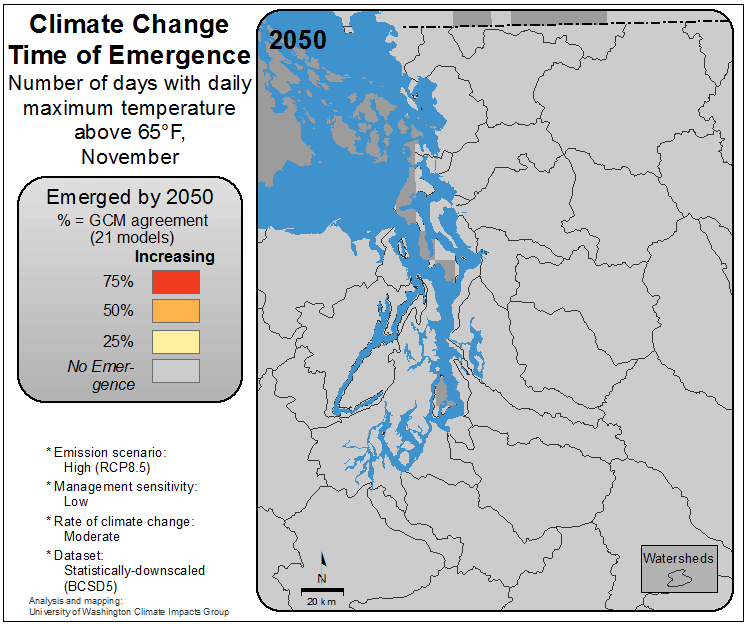 Climate Change
Time of Emergence
Number of days with daily
maximum temperature
above 65°F,
November
Emerged by 2050
% = GCM agreement
(21 models)
Increasing
75%
50%
25%
No Emer-
gence
* Emission scenario:
High (RCP8.5)
* Management sensitivity:
Low
* Rate of climate change:
Moderate
* Dataset:
Statistically-downscaled
(BCSD5)
Analysis and mapping:
University of Washington Climate Impacts Group
2050
N
20 km
Watersheds